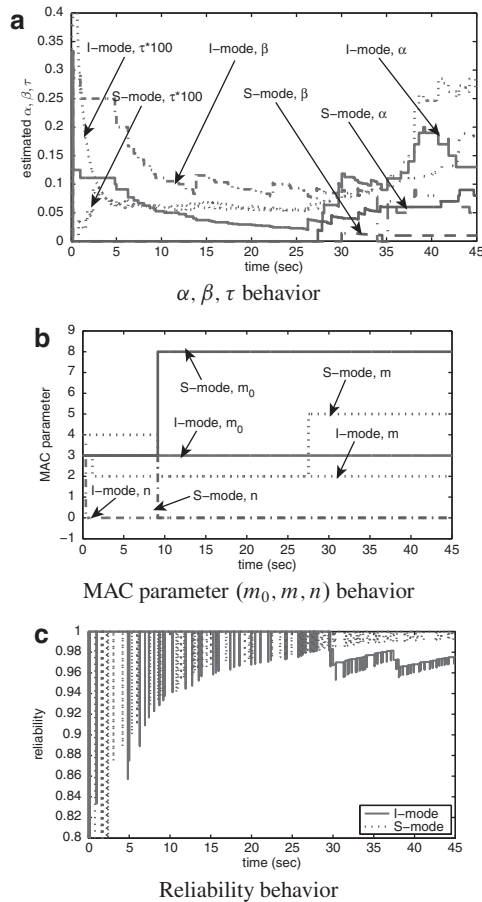 a
0.4
0.35
0.3
0.25
0.2
0.15
0.1
0.05
0
estimated α, β, τ
I−mode, τ*100
S−mode, τ*100
I−mode, β
S−mode, β
I−mode, α
S−mode, α
0 5 10 15 20 25 30 35 40 45
time (sec)
α, β, τ behavior
b
9
8
7
6
5
4
3
2
1
0
−1
MAC parameter
S−mode, m0
S−mode, m
I−mode, m0
I−mode, m
I−mode, n
S−mode, n
0 5 10 15 20 25 30 35 40 45
time (sec)
MAC parameter (m0, m, n) behavior
c
1
0.98
0.96
0.94
0.92
0.9
0.88
0.86
0.84
0.82
0.8
reliability
I−mode
S−mode
0 5 10 15 20 25 30 35 40 45
time (sec)
Reliability behavior